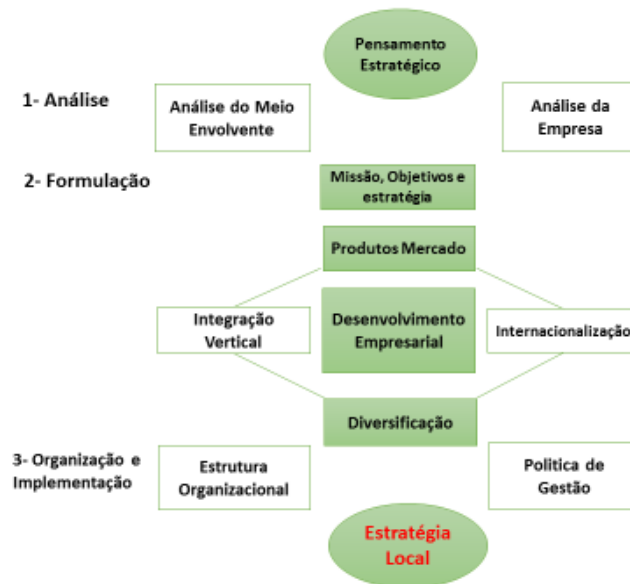 Pensamento
Estratégico
1- Análise
Análise do Meio
Envolvente
Análise da
Empresa
2- Formulação
Missão, Objetivos e
estratégia
Produtos Mercado
Integração
Vertical
Desenvolvimento
Empresarial
Internacionalização
Diversificação
3- Organização e
Implementação
Estrutura
Organizacional
Politica de
Gestão
Estratégia
Local